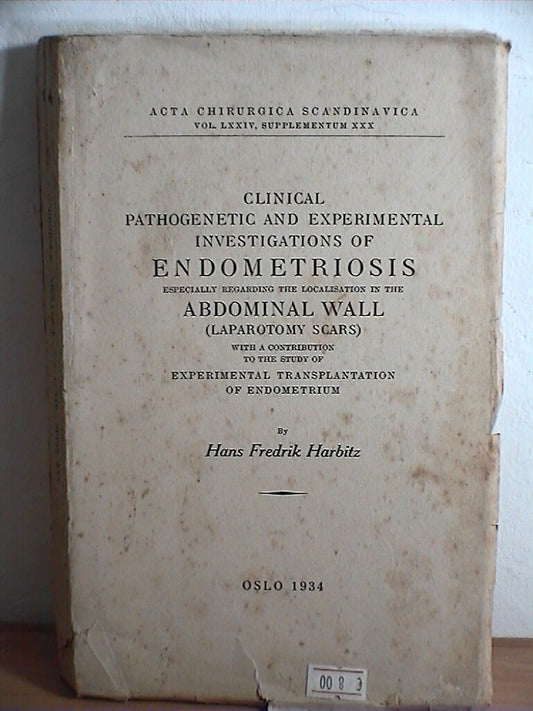 ACTA CHIRURGICA SCANDINAVICA
VOL. LXXIV, SUPPLEMENTUM XXX
CLINICAL
PATHOGENETIC AND EXPERIMENTAL
INVESTIGATIONS OF
ENDOMETRIOSIS
ESPECIALLY REGARDING THE LOCALISATION IN THE
ABDOMINAL WALL
(LAPAROTOMY SCARS)
WITH A CONTRIBUTION
TO THE STUDY OF
EXPERIMENTAL TRANSPLANTATION
OF ENDOMETRIUM
By
Hans Fredrik Harbitz
OSLO 1934